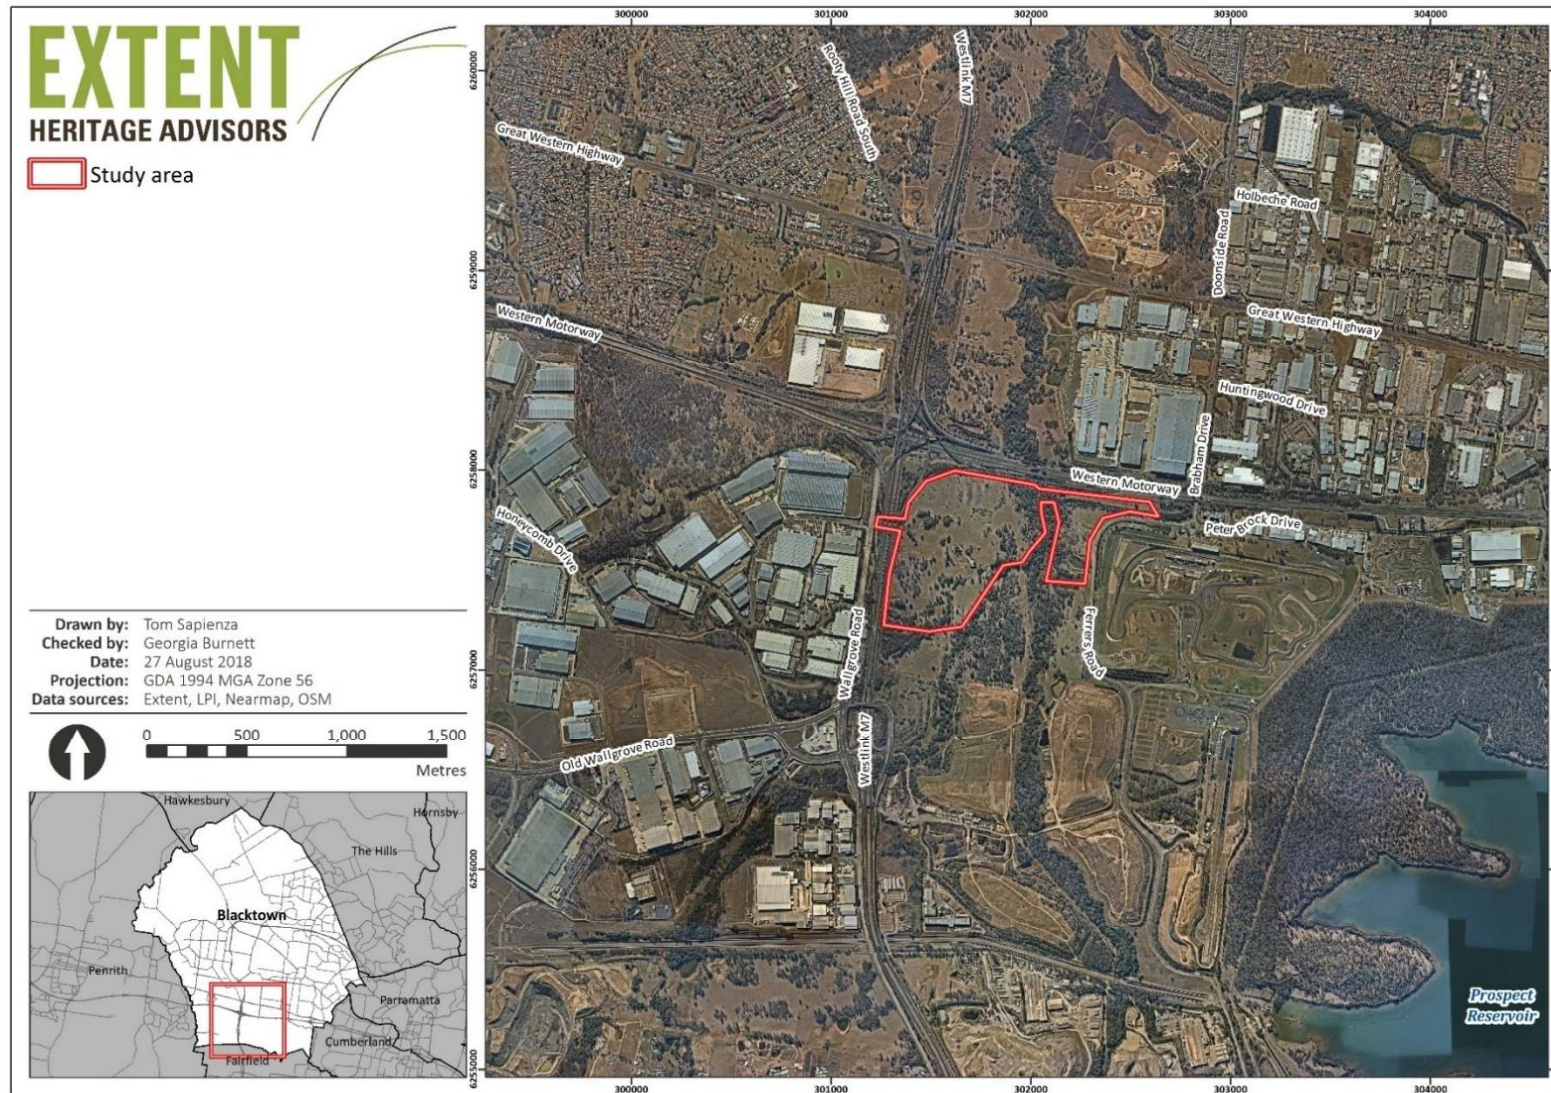 EXTENT
HERITAGE ADVISORS
Study area
Drawn by: Tom Sapienza
Checked by: Georgia Burnett
Date: 27 August 2018
Projection: GDA 1994 MGA Zone 56
Data sources: Extent, LPI, Nearmap, OSM
0 500 1,000 1,500
Metres
Hawkesbury
Hornsby
The Hills
Blacktown
Penrith
Parramatta
Cumberland
Fairfield
300000 301000 302000 303000 304000
6260000
6259000
6258000
6257000
6256000
6255000
Westlink M7
Rooty Hill Road South
Great Western Highway
Holbeche Road
Doonside Road
Great Western Highway
Western Motorway
Huntingwood Drive
Brabham Drive
Western Motorway
Peter Brock Drive
Honeycomb Drive
Ferrers Road
Wallgrove Road
Old Wallgrove Road
Westlink M7
Prospect
Reservoir
300000 301000 302000 303000 304000